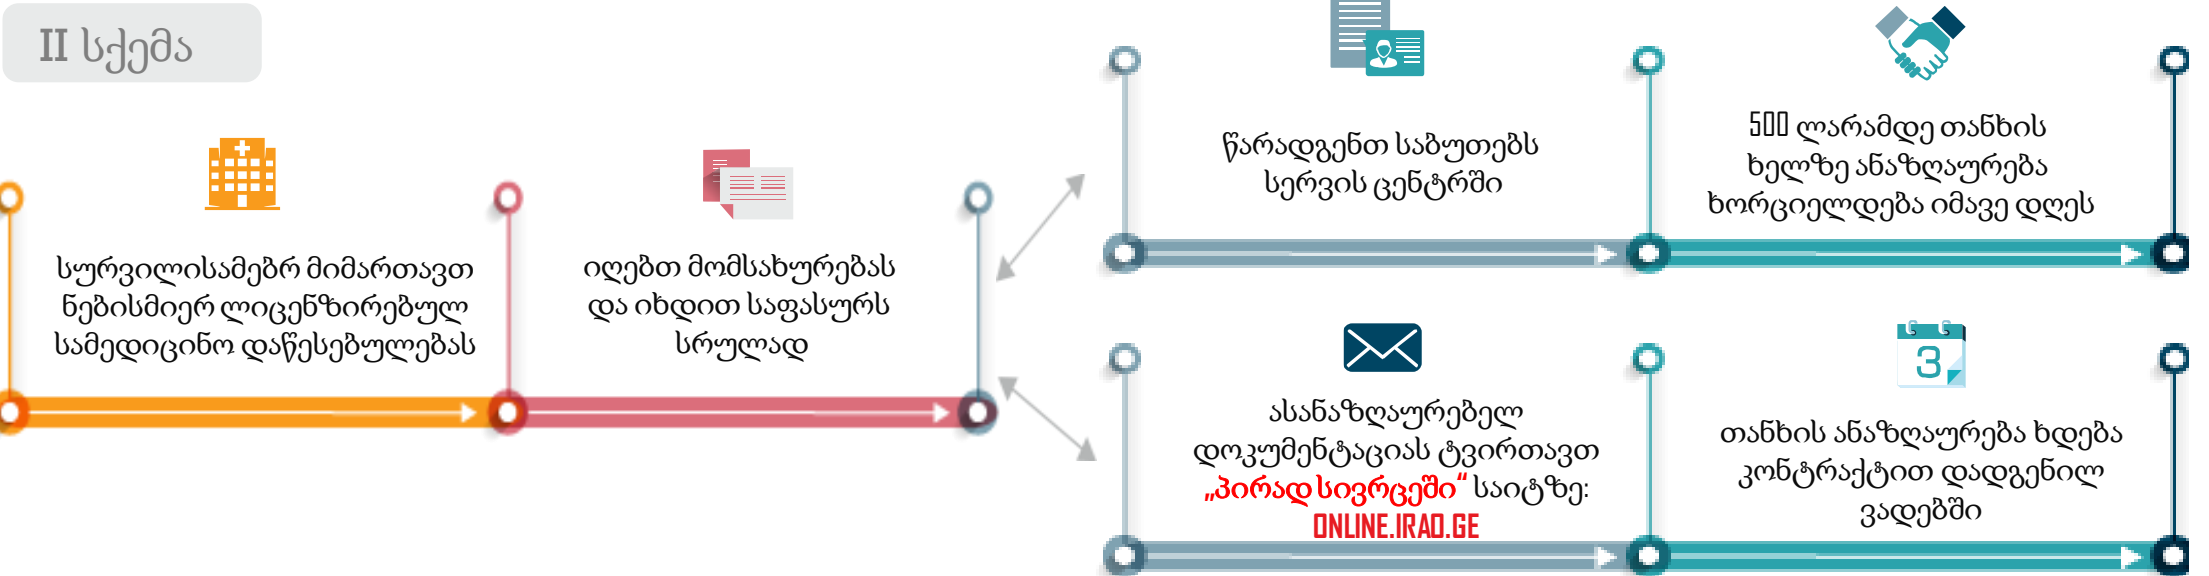 II სქემა
სურვილისამებრ მიმართავთ
ნებისმიერ ლიცენზირებულ
სამედიცინო დაწესებულებას
იღებთ მომსახურებას
და იხდით საფასურს
სრულად
წარადგენთ საბუთებს
სერვის ცენტრში
500 ლარამდე თანხის
ხელზე ანაზღაურება
ხორციელდება იმავე დღეს
ასანაზღაურებელ
დოკუმენტაციას ტვირთავთ
„პირად სივრცეში“ საიტზე:
ONLINE.IRAO.GE
3
თანხის ანაზღაურება ხდება
კონტრაქტით დადგენილ
ვადებში